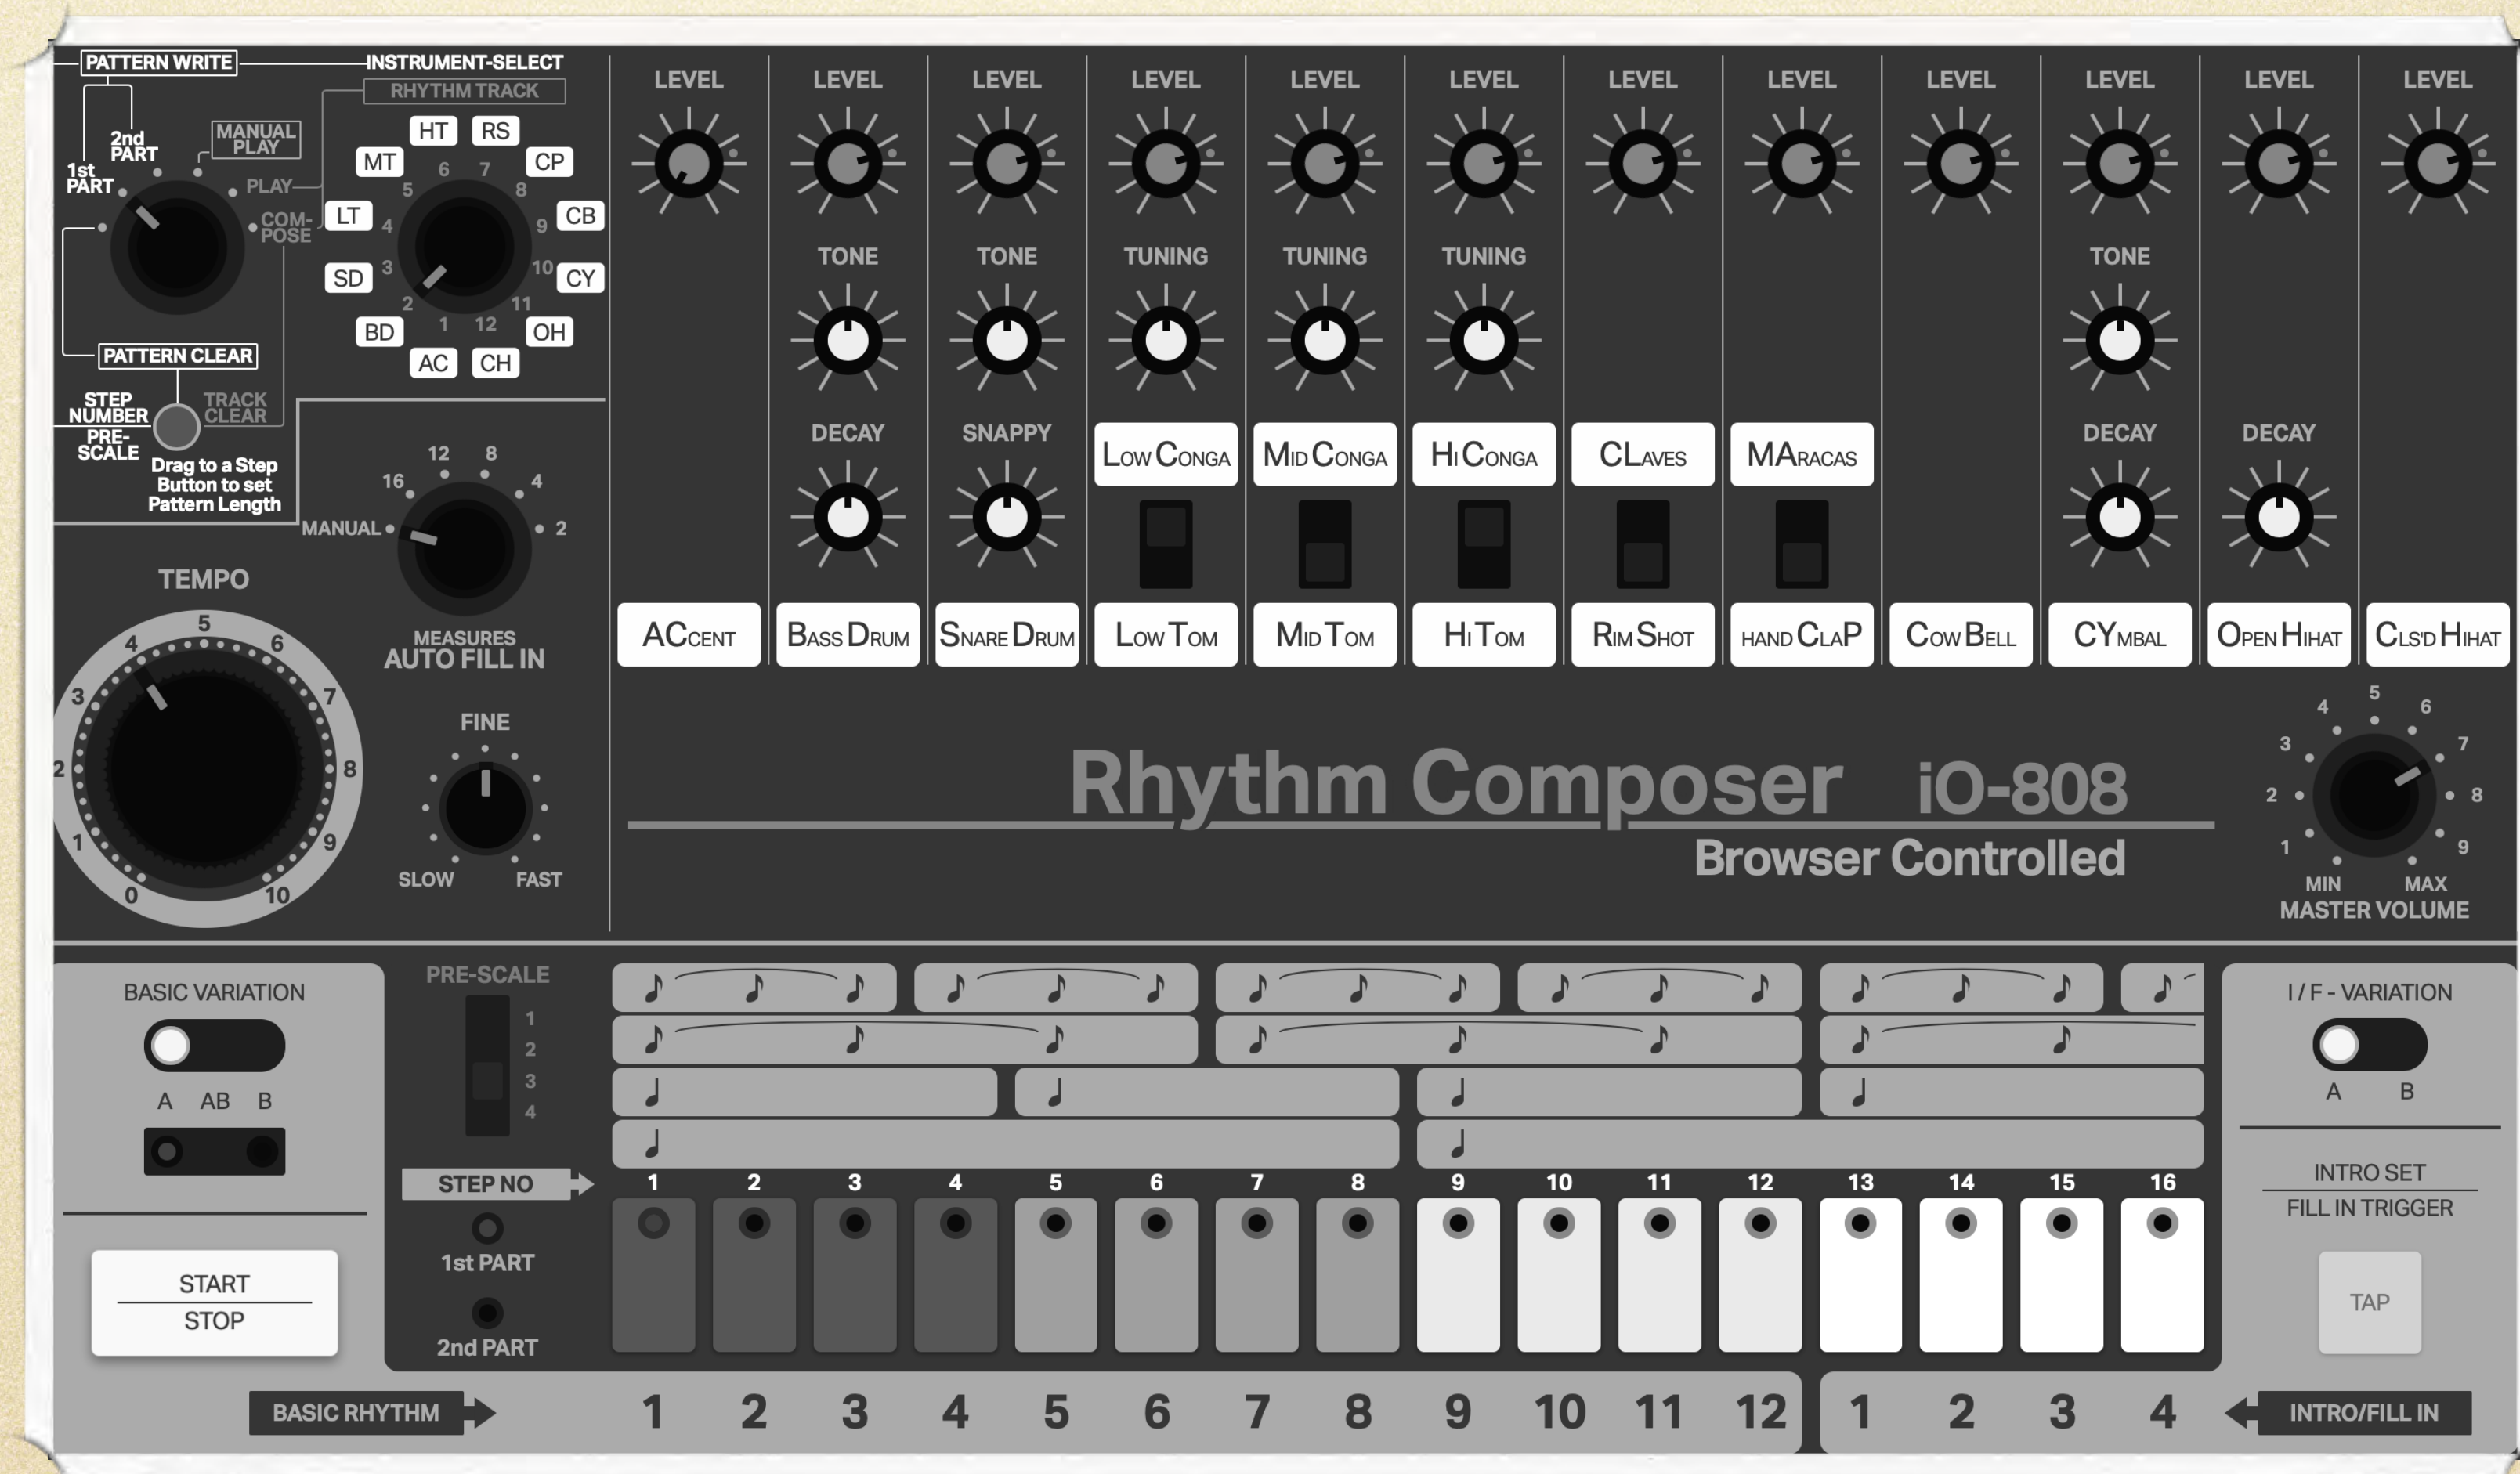 PATTERN WRITE
INSTRUMENT-SELECT
RHYTHM TRACK
2nd
PART
MANUAL
PLAY
1st
PART
PLAY
COM-
POSE
HT RS
MT CP
LT CB
SD CY
BD OH
AC CH
6 7
5 8
4 9
3 10
2 11
1 12
PATTERN CLEAR
STEP
NUMBER
PRE-
SCALE
TRACK
CLEAR
Drag to a Step
Button to set
Pattern Length
12 8
16 4
MANUAL 2
MEASURES
AUTO FILL IN
TEMPO
5
4 6
3 7
2 8
1 9
0 10
FINE
SLOW FAST
LEVEL LEVEL LEVEL LEVEL LEVEL LEVEL LEVEL LEVEL LEVEL LEVEL LEVEL LEVEL
TONE TONE TUNING TUNING TUNING TONE
DECAY SNAPPY DECAY DECAY
LOW CONGA MID CONGA HI CONGA CLAVES MARACAS
ACCENT BASS DRUM SNARE DRUM LOW TOM MID TOM HI TOM RIM SHOT HAND CLAP COW BELL CYMBAL OPEN HIHAT CLS'D HIHAT
Rhythm Composer iO-808
Browser Controlled
5
4 6
3 7
2 8
1 9
MIN MAX
MASTER VOLUME
BASIC VARIATION
A AB B
START
STOP
PRE-SCALE
1
2
3
4
STEP NO
1 2 3 4 5 6 7 8 9 10 11 12 13 14 15 16
1st PART
2nd PART
I / F - VARIATION
A B
INTRO SET
FILL IN TRIGGER
TAP
BASIC RHYTHM 1 2 3 4 5 6 7 8 9 10 11 12 1 2 3 4 INTRO/FILL IN